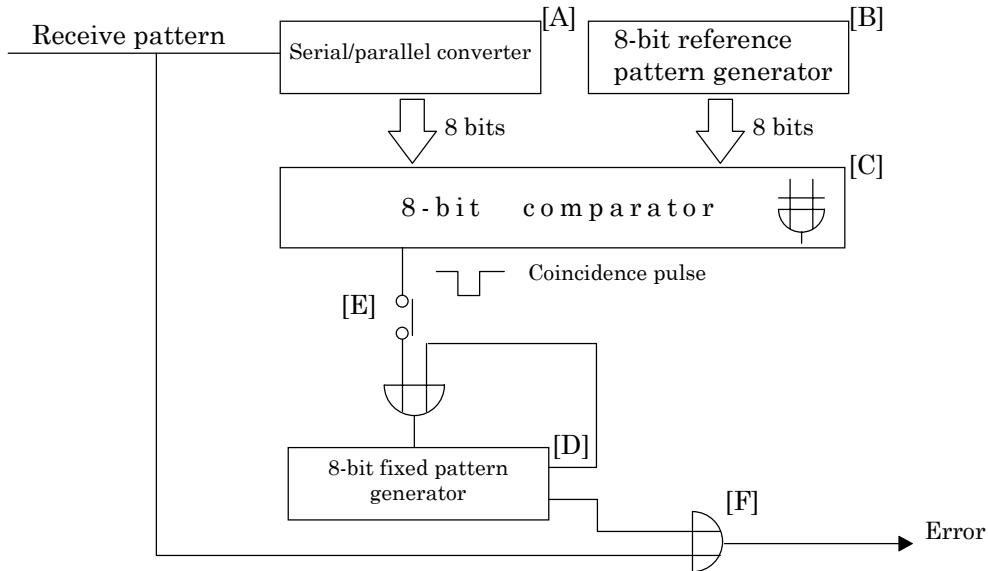 [A]
[B]
Receive pattern
Serial/parallel converter
8-bit reference
pattern generator
8 bits
8 bits
[C]
8-bit comparator
Coincidence pulse
[E]
[D]
8-bit fixed pattern
generator
[F]
Error